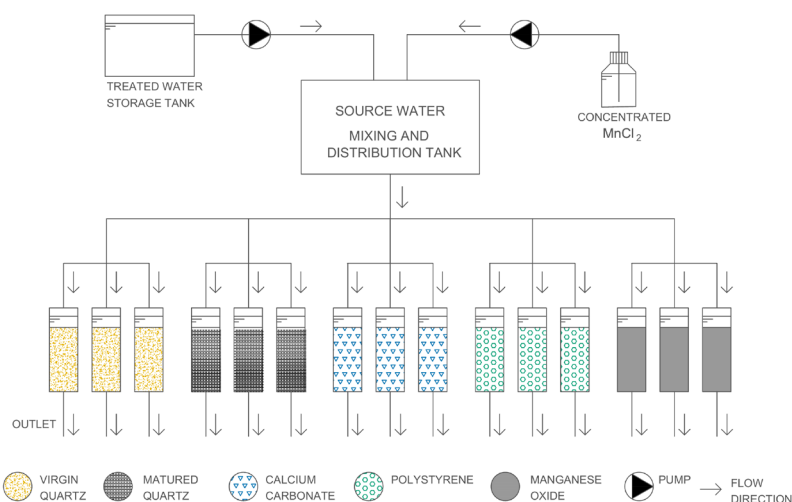 TREATED WATER
STORAGE TANK
SOURCE WATER
MIXING AND
DISTRIBUTION TANK
CONCENTRATED
MnCl₂
OUTLET
VIRGIN
QUARTZ
MATURED
QUARTZ
CALCIUM
CARBONATE
POLYSTYRENE
MANGANESE
OXIDE
PUMP
FLOW
DIRECTION